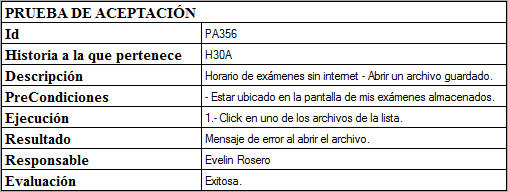 PRUEBA DE ACEPTACIÓN
Id PA356
Historia a la que pertenece H30A
Descripción Horario de exámenes sin internet - Abrir un archivo guardado.
PreCondiciones - Estar ubicado en la pantalla de mis exámenes almacenados.
Ejecución 1.- Click en uno de los archivos de la lista.
Resultado Mensaje de error al abrir el archivo.
Responsable Evelin Rosero
Evaluación Exitosa.